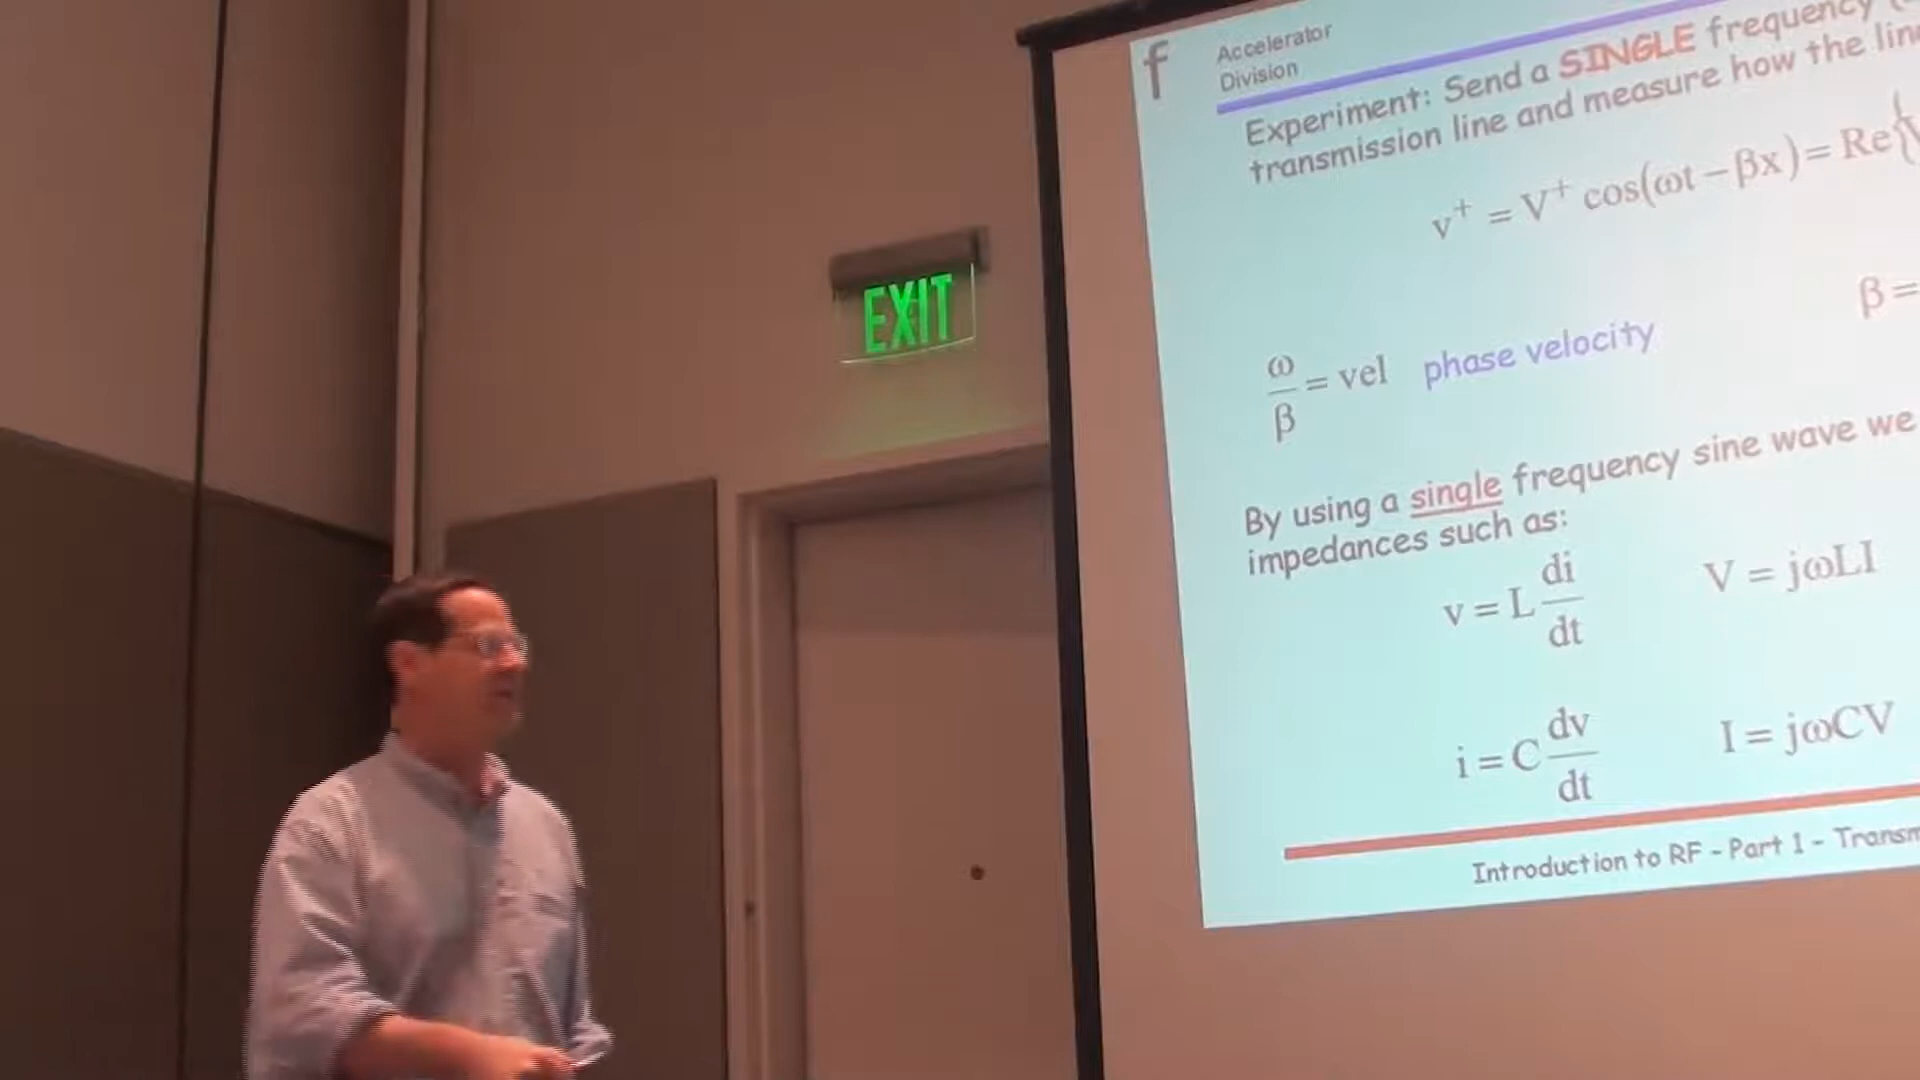 f
Accelerator
Division
Experiment: Send a SINGLE frequency
transmission line and measure how the
v⁺ = V⁺ cos(ωt − βx) = Re{
β =
ω/β = vel phase velocity
EXIT
By using a single frequency sine wave we
impedances such as:
v = L di/dt V = jωLI
i = C dv/dt I = jωCV
Introduction to RF - Part 1 -